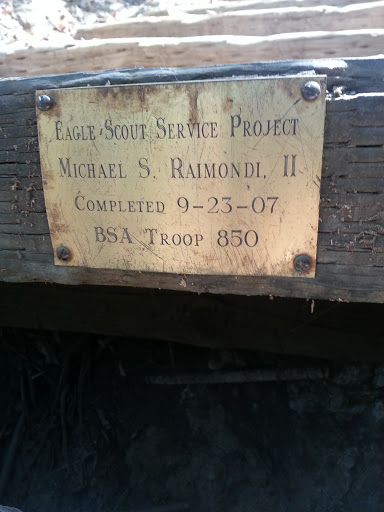 Eagle Scout Service Project
Michael S. Raimondi, II
Completed 9-23-07
BSA Troop 850